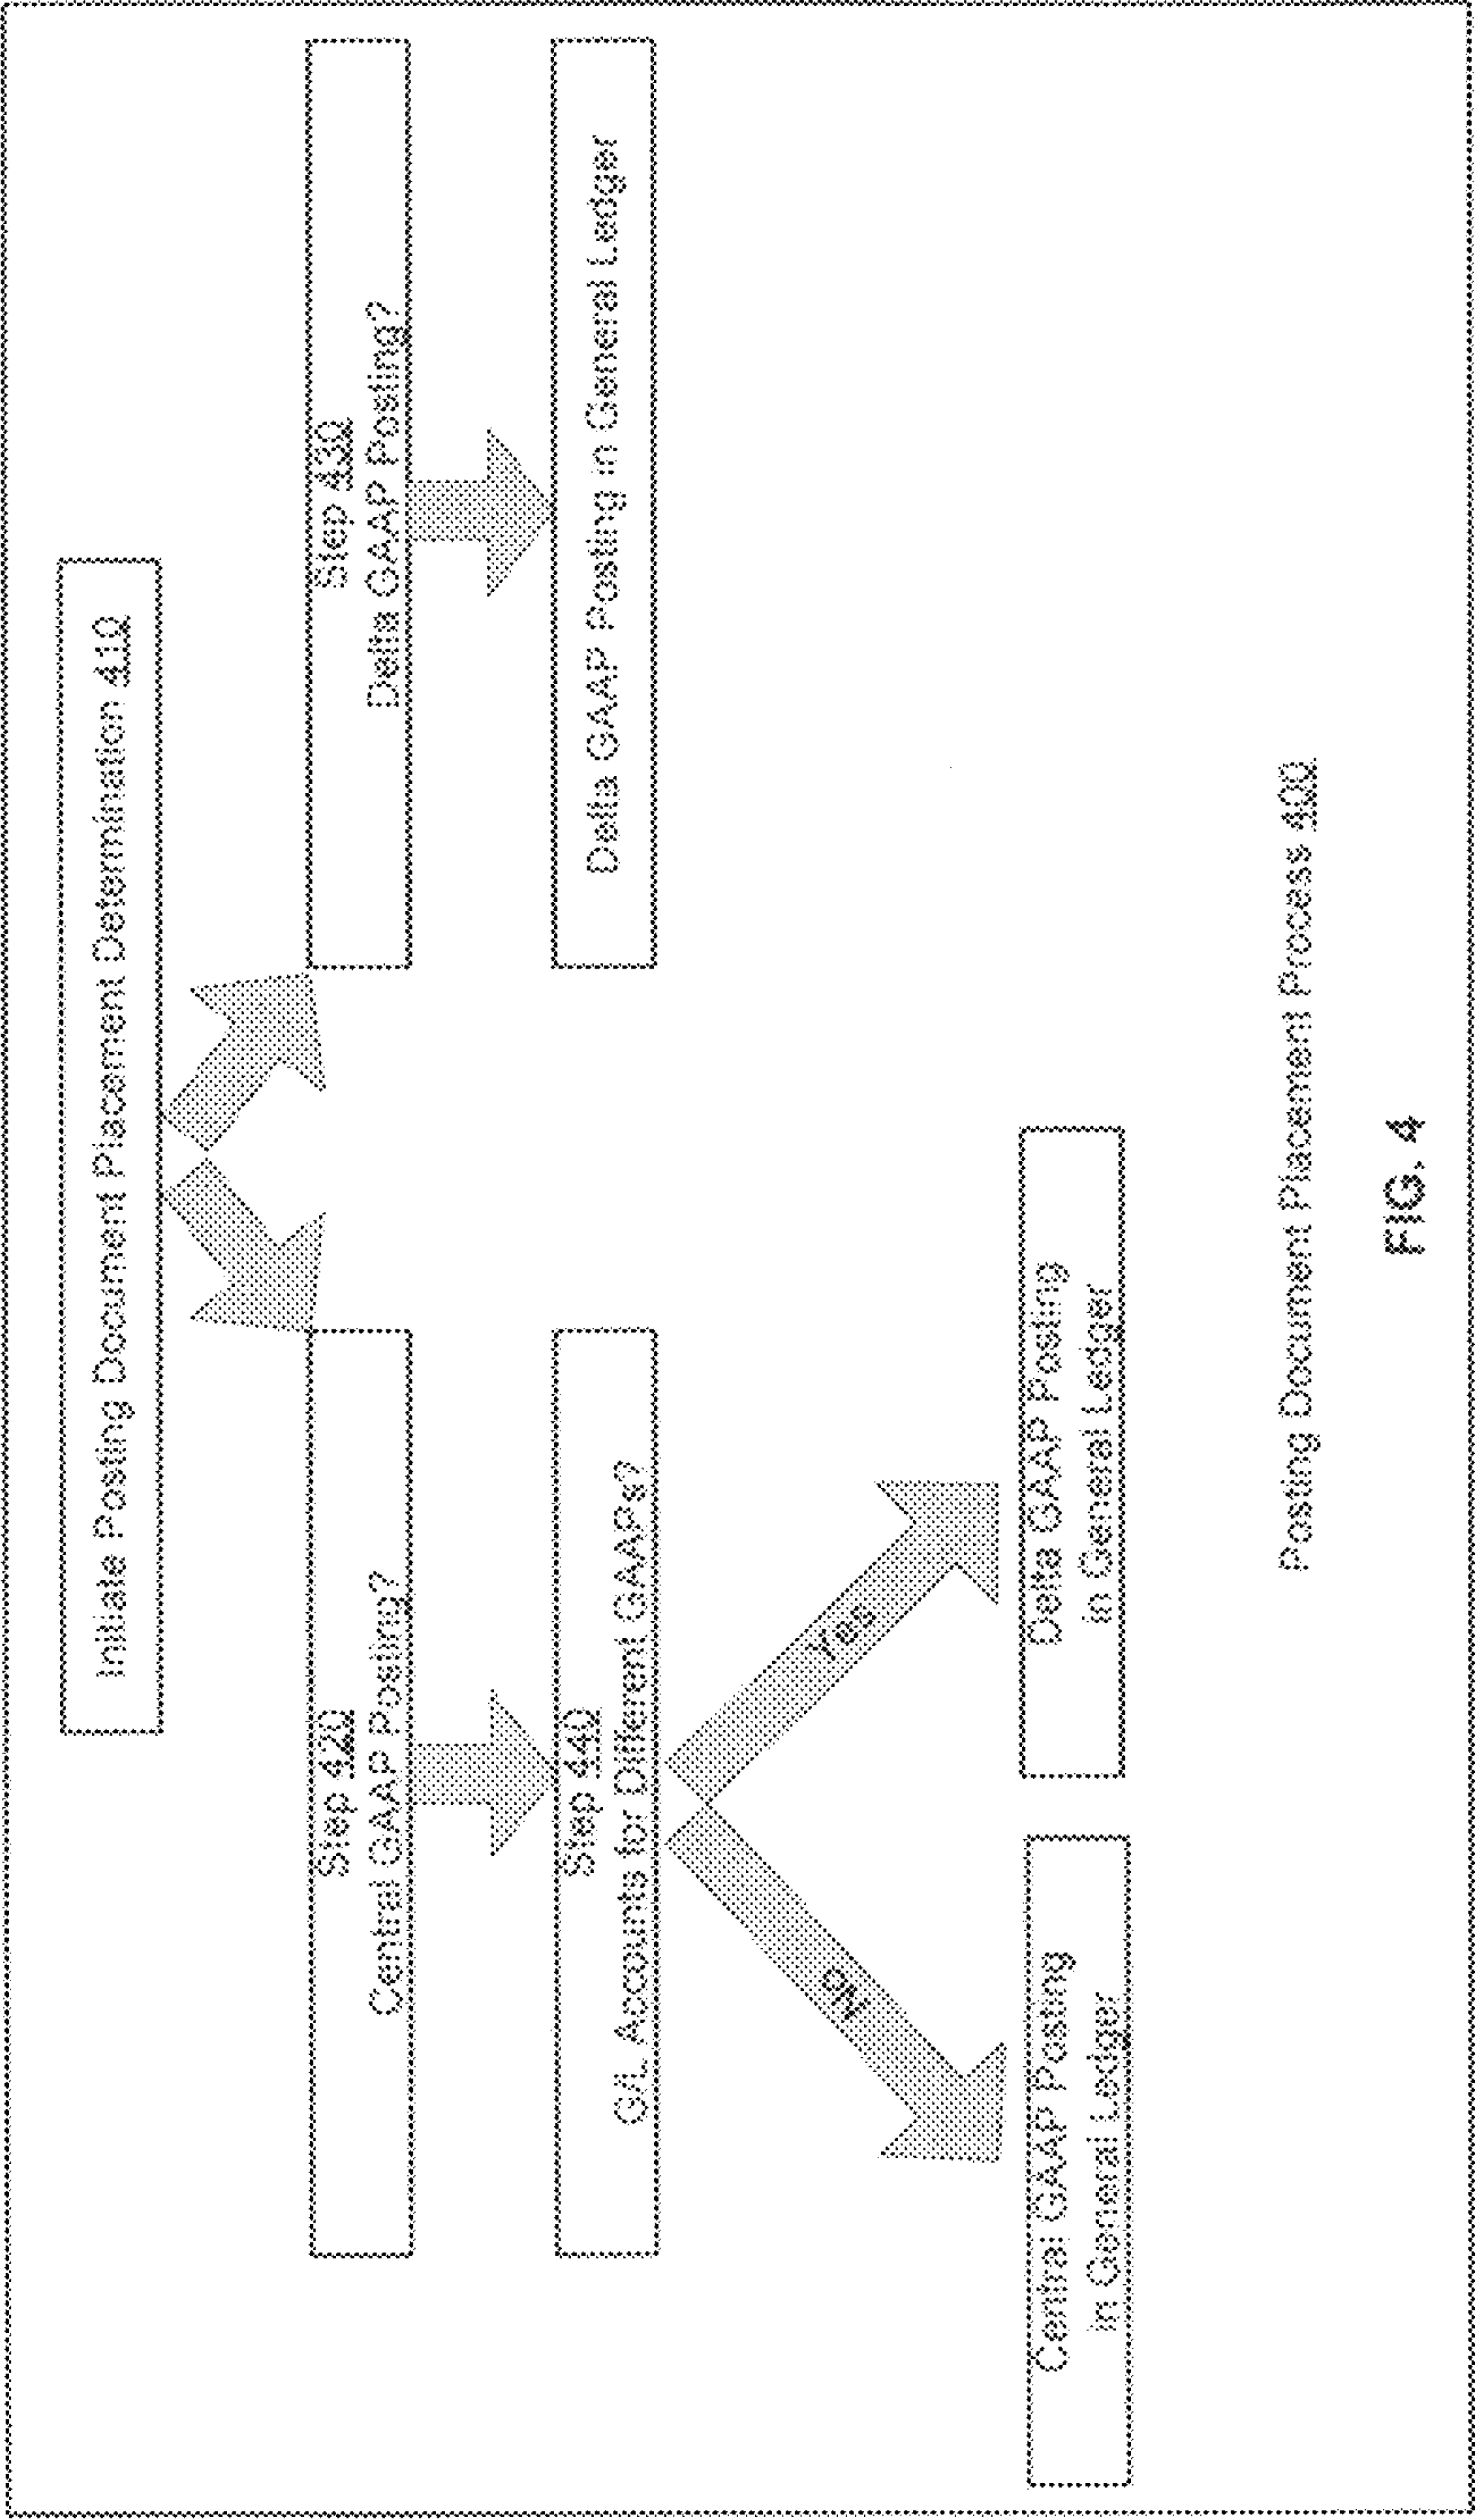 Initiate Posting Document Placement Determination 410
Step 420
Central GAAP Posting?
Step 430
Delta GAAP Posting?
Step 440
G/L Accounts for Different GAAPs?
Delta GAAP Posting in General Ledger
No
Yes
Central GAAP Posting
in General Ledger
Delta GAAP Posting
in General Ledger
Posting Document Placement Process 400
FIG. 4